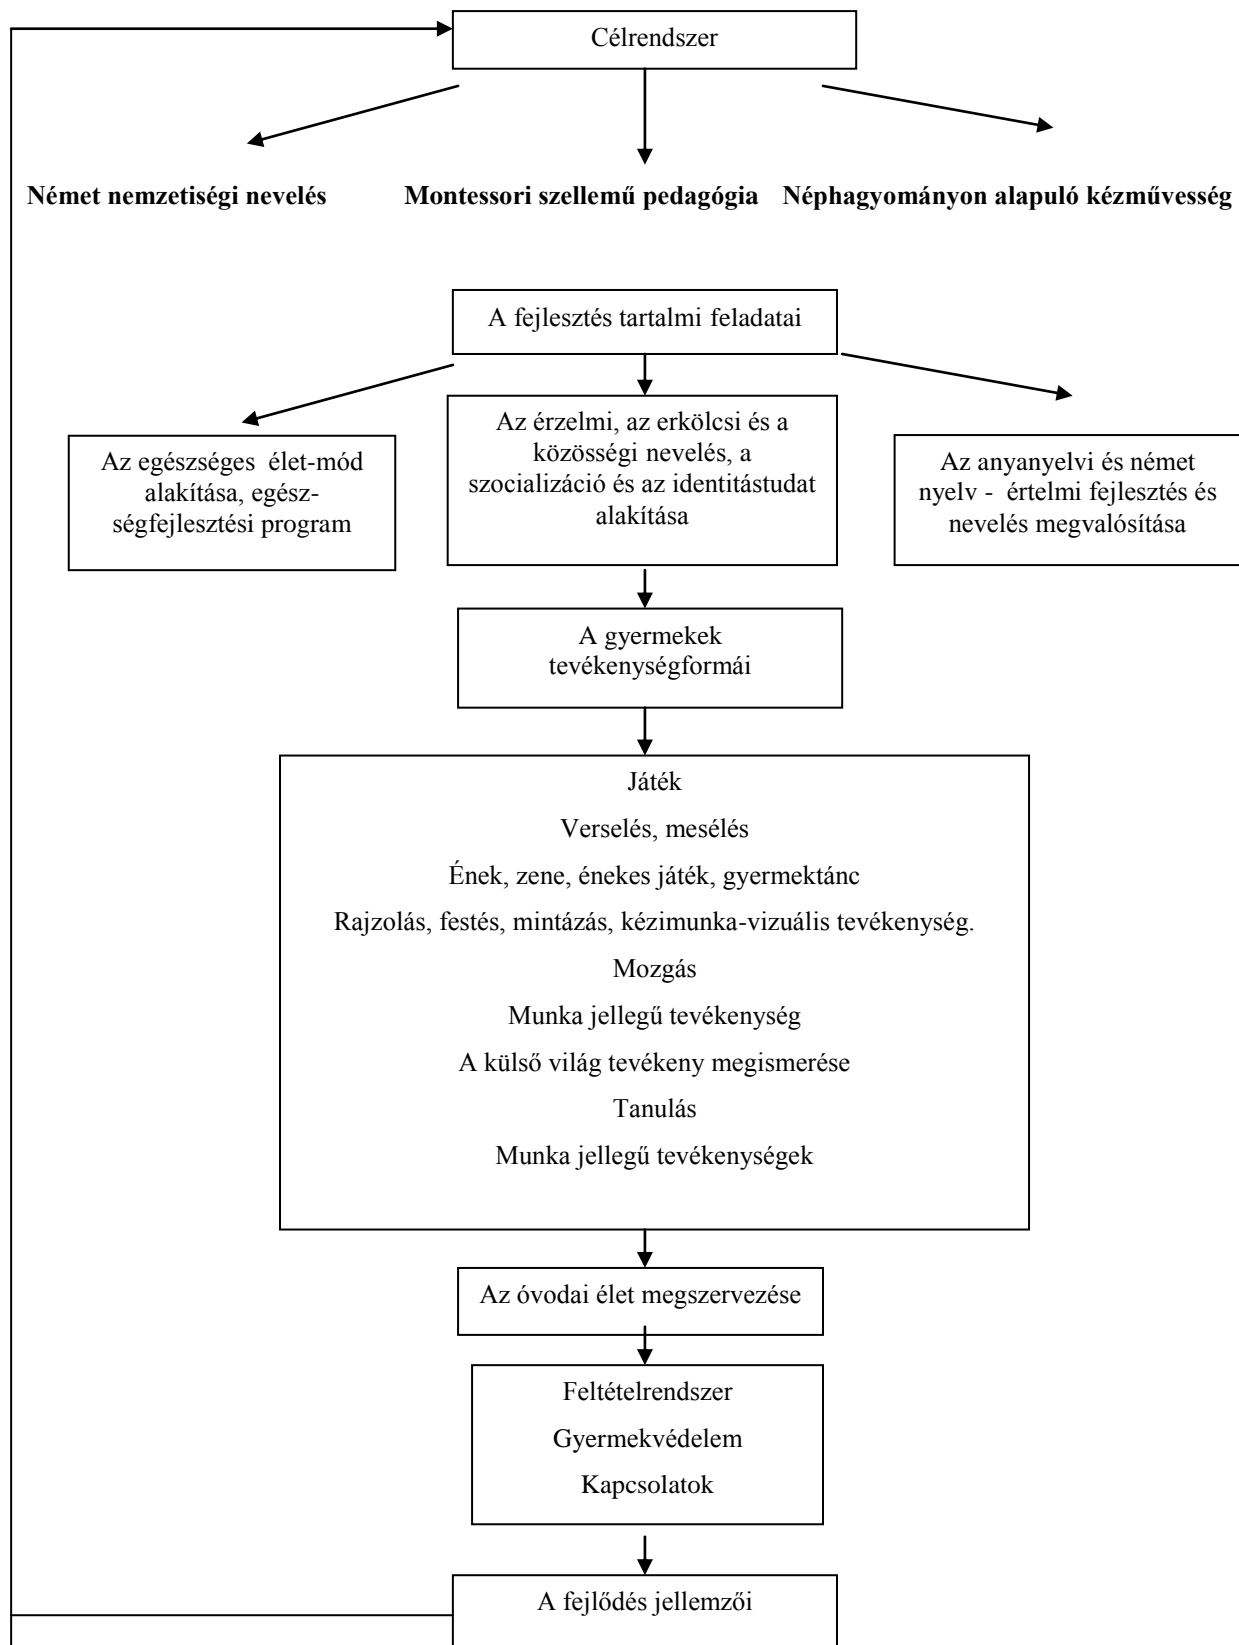 Célrendszer
Német nemzetiségi nevelés
Montessori szellemű pedagógia
Néphagyományon alapuló kézművesség
A fejlesztés tartalmi feladatai
Az egészséges élet-mód
alakítása, egész-
ségfejlesztési program
Az érzelmi, az erkölcsi és a
közösségi nevelés, a
szocializáció és az identitástudat
alakítása
Az anyanyelvi és német
nyelv - értelmi fejlesztés és
nevelés megvalósítása
A gyermekek
tevékenységformái
Játék
Verselés, mesélés
Ének, zene, énekes játék, gyermektánc
Rajzolás, festés, mintázás, kézimunka-vizuális tevékenység.
Mozgás
Munka jellegű tevékenység
A külső világ tevékeny megismerése
Tanulás
Munka jellegű tevékenységek
Az óvodai élet megszervezése
Feltételrendszer
Gyermekvédelem
Kapcsolatok
A fejlődés jellemzői